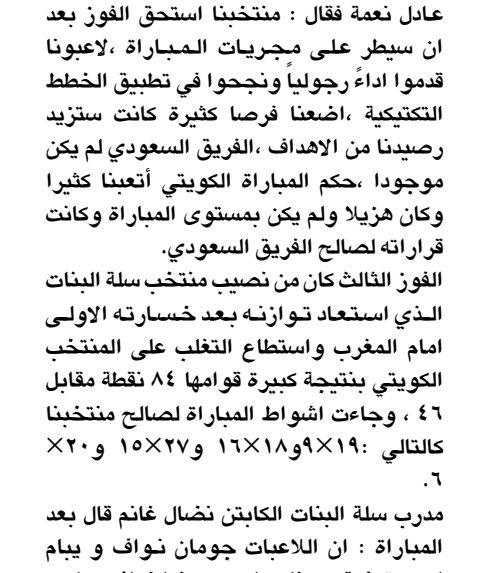 عادل نعمة فقال : منتخبنا استحق الفوز بعد
ان سيطر على مجريات المباراة ،لاعبونا
قدموا اداءً رجولياً ونجحوا في تطبيق الخطط
التكتيكية ،اضعنا فرصا كثيرة كانت ستزيد
رصيدنا من الاهداف ،الفريق السعودي لم يكن
موجودا ،حكم المباراة الكويتي أتعبنا كثيرا
وكان هزيلا ولم يكن بمستوى المباراة وكانت
قراراته لصالح الفريق السعودي.
الفوز الثالث كان من نصيب منتخب سلة البنات
الذي استعاد توازنه بعد خسارته الاولى
امام المغرب واستطاع التغلب على المنتخب
الكويتي بنتيجة كبيرة قوامها ٨٤ نقطة مقابل
٤٦ ، وجاءت اشواط المباراة لصالح منتخبنا
كالتالي :١٩×٩و١٨×١٦ و٢٧×١٥ و٢٠×
٦.
مدرب سلة البنات الكابتن نضال غانم قال بعد
المباراة : ان اللاعبات جومان نواف و يبام